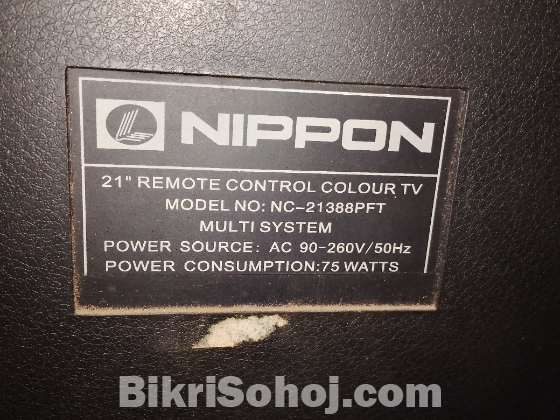 NIPPON
21" REMOTE CONTROL COLOUR TV
MODEL NO: NC-21388PFT
MULTI SYSTEM
POWER SOURCE: AC 90-260V/50Hz
POWER CONSUMPTION:75 WATTS
BikriSohoj.com